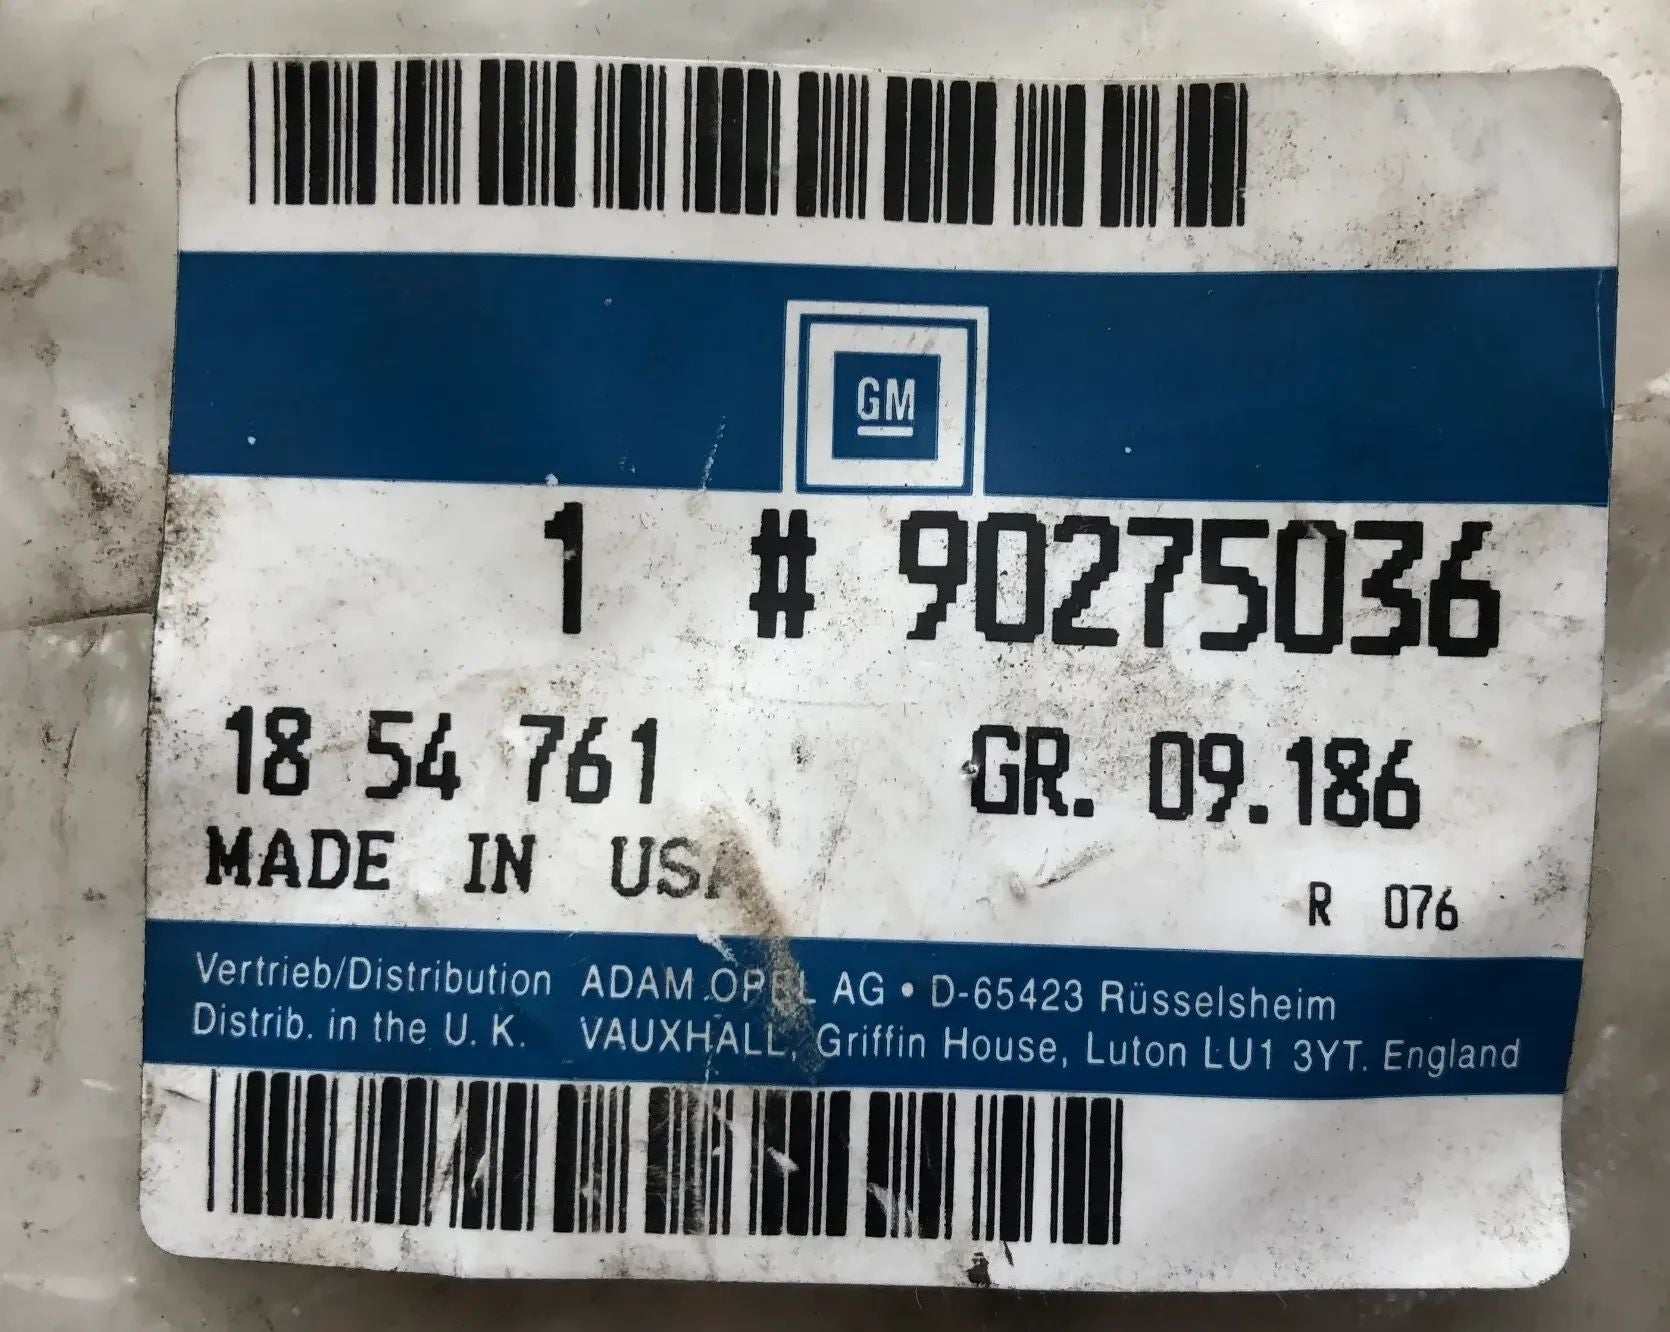 GM
1 # 90275036
18 54 761 GR. 09.186
MADE IN USA
R 076
Vertrieb/Distribution ADAM OPEL AG • D-65423 Rüsselsheim
Distrib. in the U. K. VAUXHALL, Griffin House, Luton LU1 3YT. England